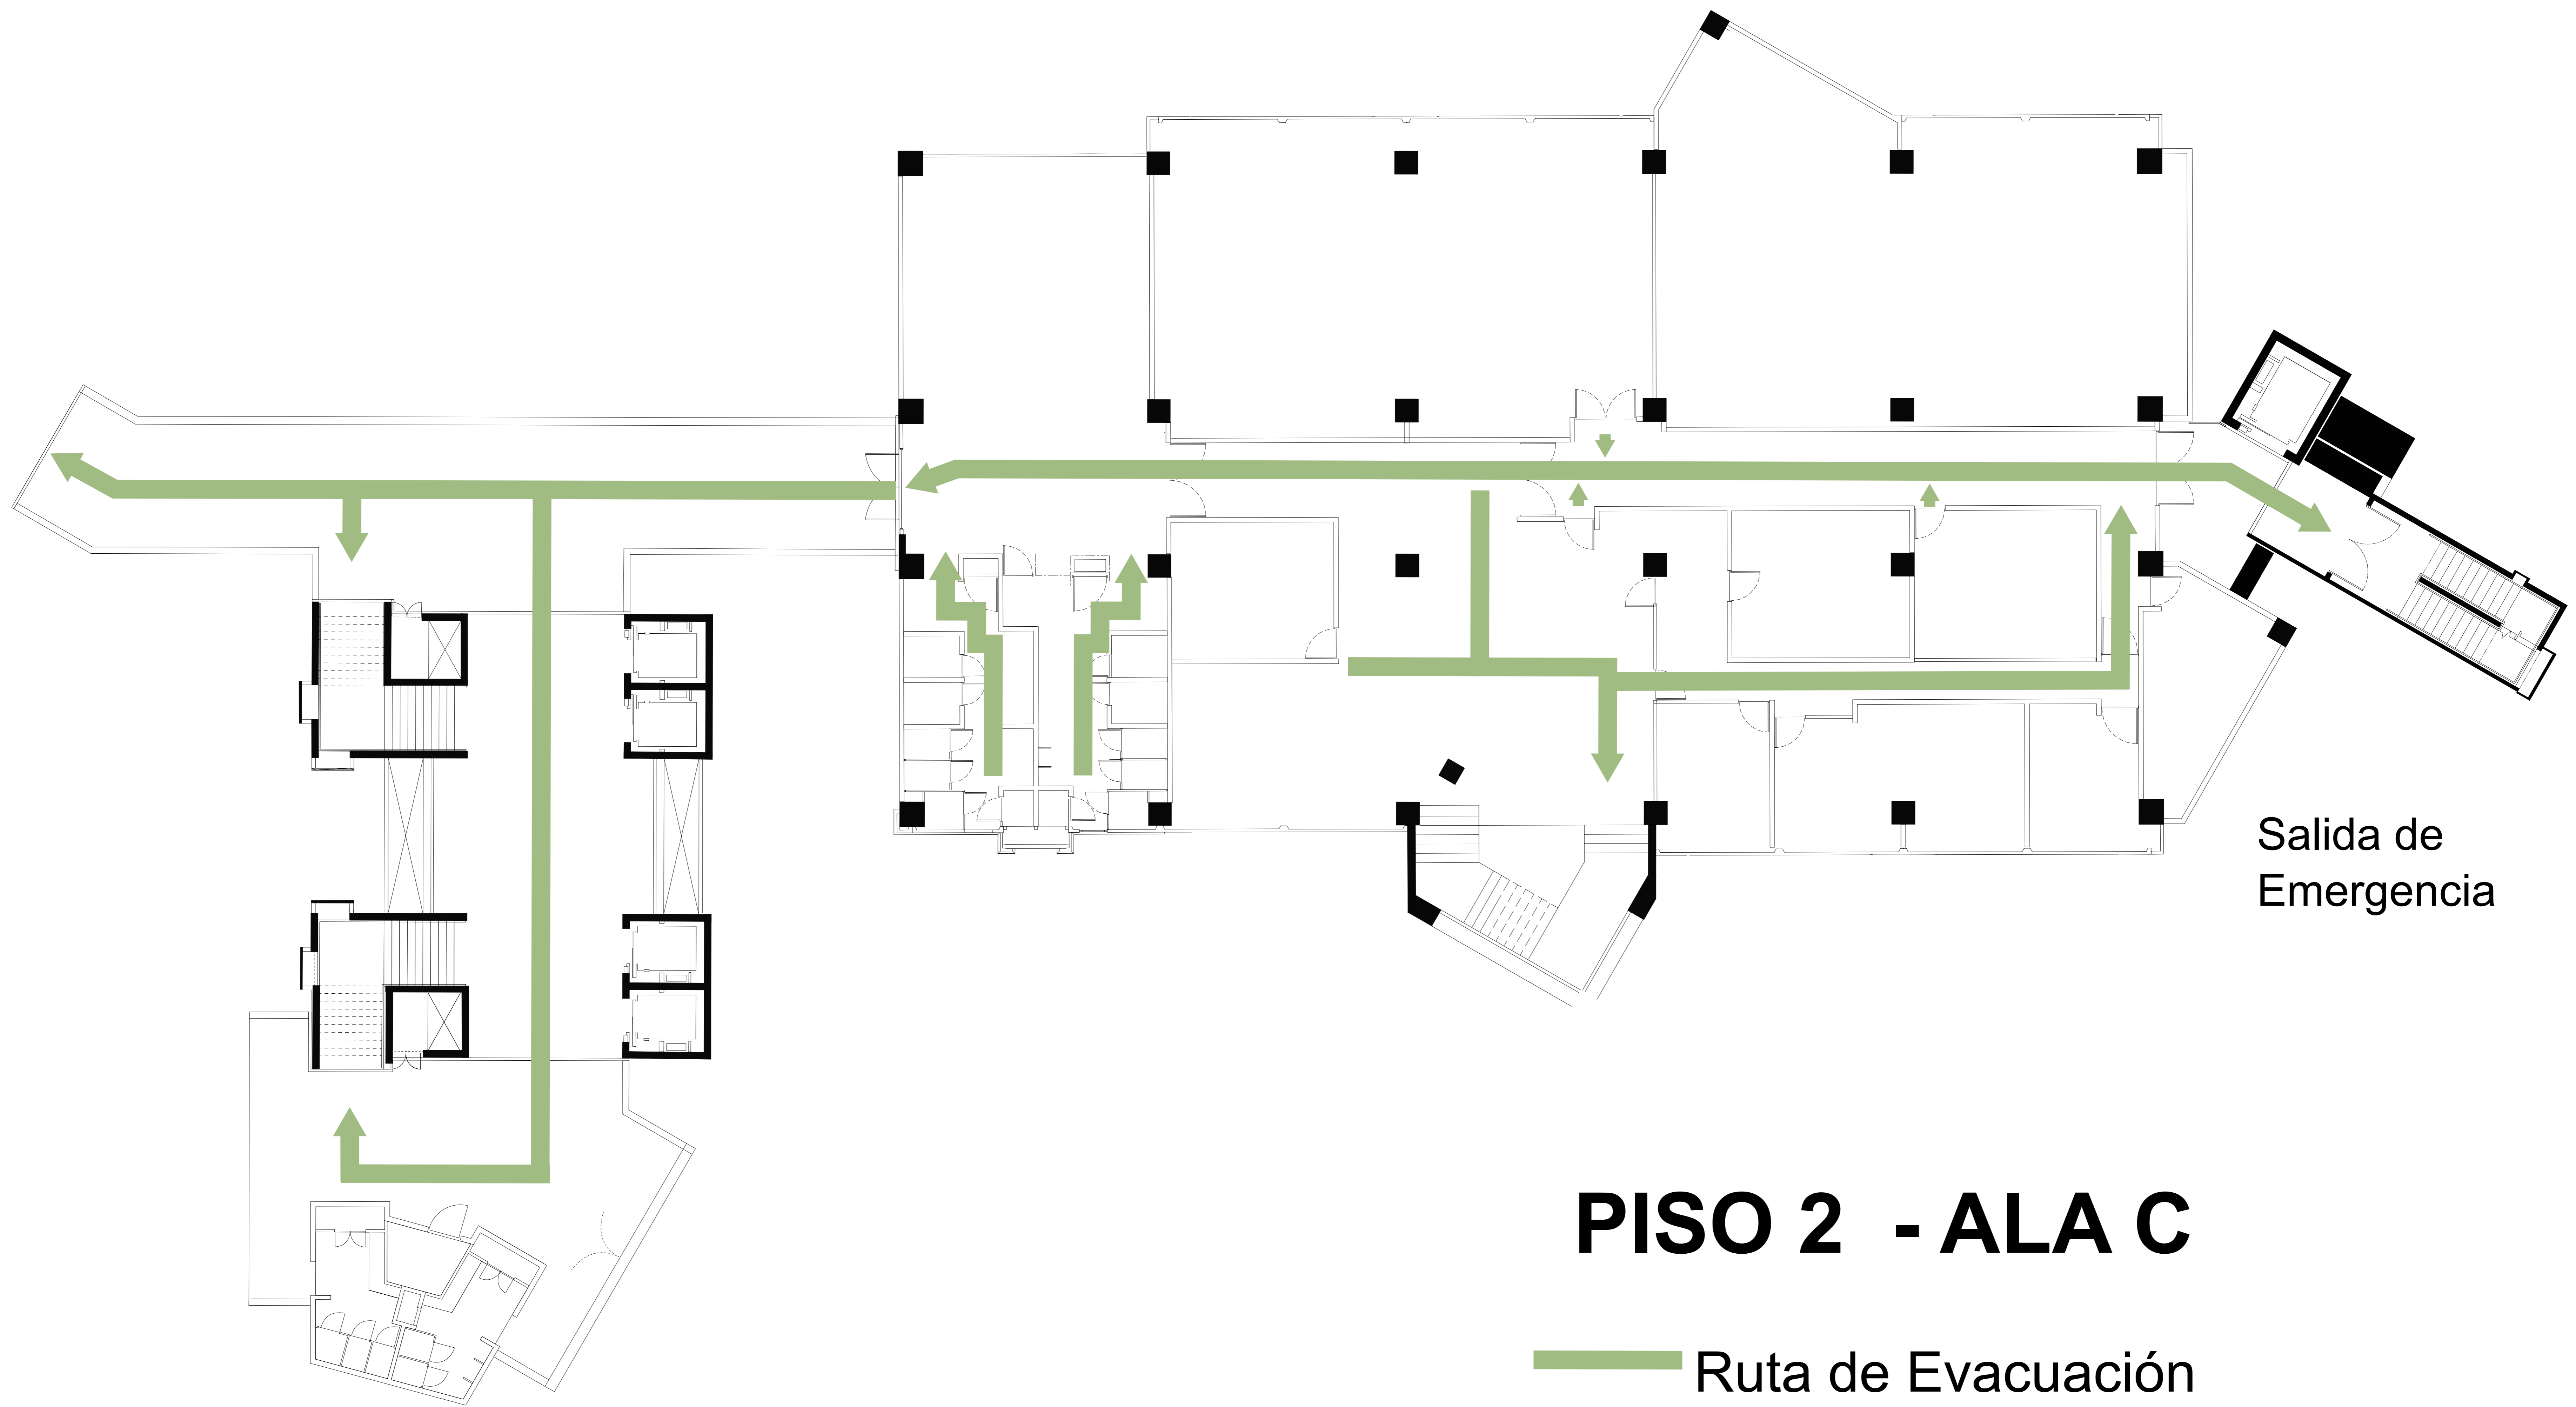 Salida de
Emergencia
PISO 2 - ALA C
Ruta de Evacuación